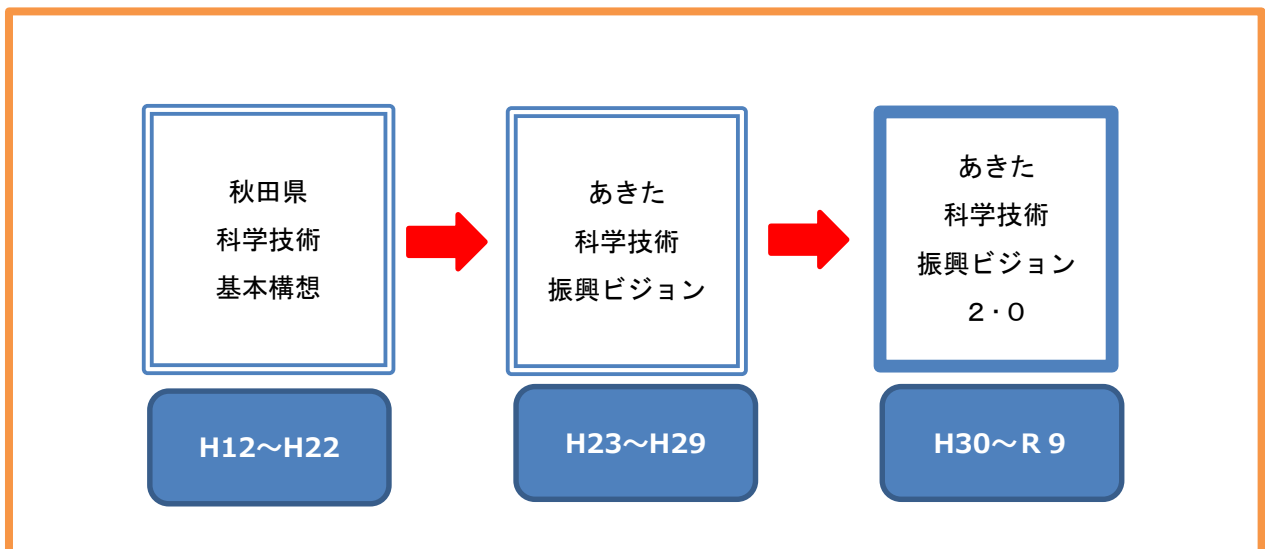 秋田県
科学技術
基本構想
あきた
科学技術
振興ビジョン
あきた
科学技術
振興ビジョン
２・０
H12～H22
H23～H29
H30～R９